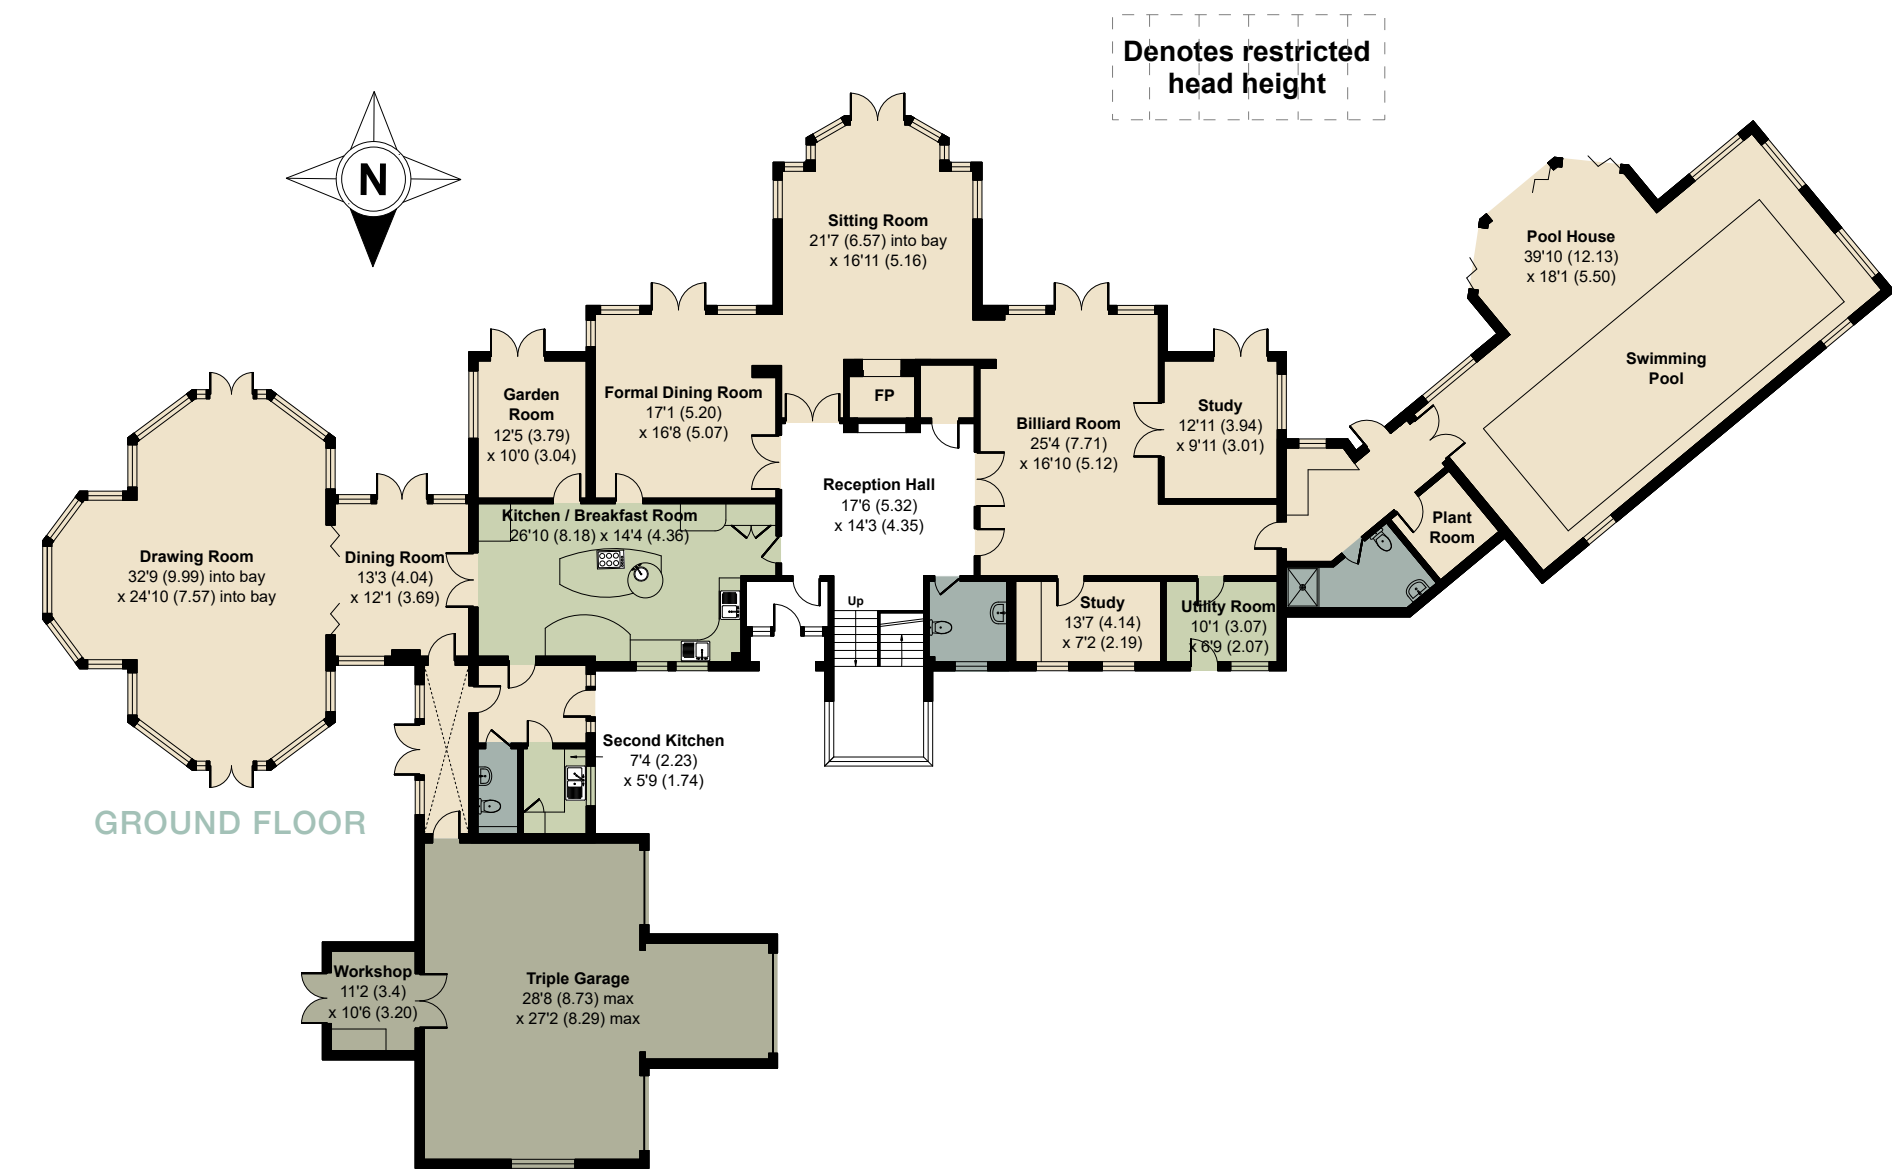 Denotes restricted
head height
N
Sitting Room
21'7 (6.57) into bay
x 16'11 (5.16)
Pool House
39'10 (12.13)
x 18'1 (5.50)
Swimming
Pool
Garden
Room
12'5 (3.79)
x 10'0 (3.04)
Formal Dining Room
17'1 (5.20)
x 16'8 (5.07)
FP
Billiard Room
25'4 (7.71)
x 16'10 (5.12)
Study
12'11 (3.94)
x 9'11 (3.01)
Reception Hall
17'6 (5.32)
x 14'3 (4.35)
Plant
Room
Kitchen / Breakfast Room
26'10 (8.18) x 14'4 (4.36)
Drawing Room
32'9 (9.99) into bay
x 24'10 (7.57) into bay
Dining Room
13'3 (4.04)
x 12'1 (3.69)
Up
Study
13'7 (4.14)
x 7'2 (2.19)
Utility Room
10'1 (3.07)
x 6'9 (2.07)
Second Kitchen
7'4 (2.23)
x 5'9 (1.74)
GROUND FLOOR
Workshop
11'2 (3.4)
x 10'6 (3.20)
Triple Garage
28'8 (8.73) max
x 27'2 (8.29) max